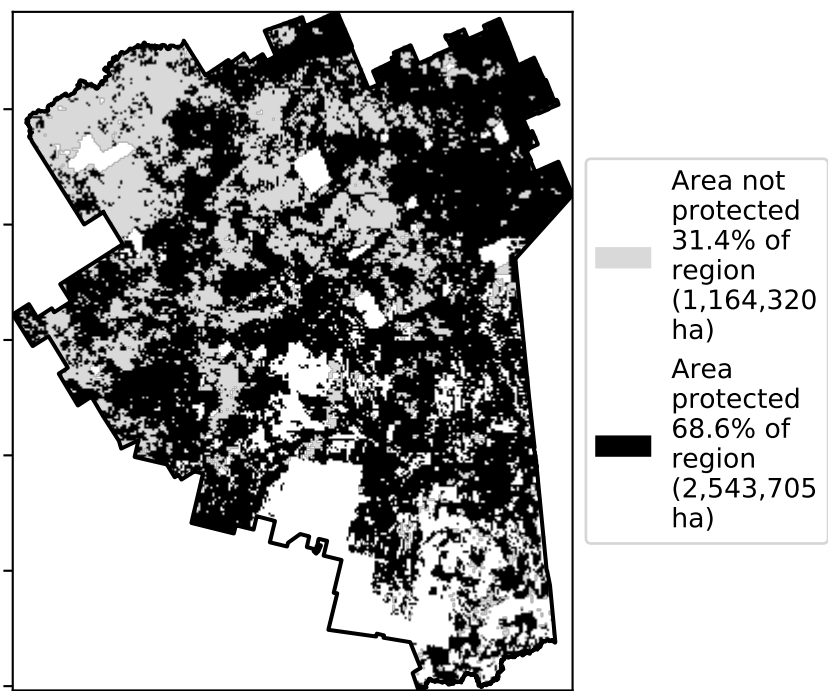 Area not
protected
31.4% of
region
(1,164,320
ha)
Area
protected
68.6% of
region
(2,543,705
ha)